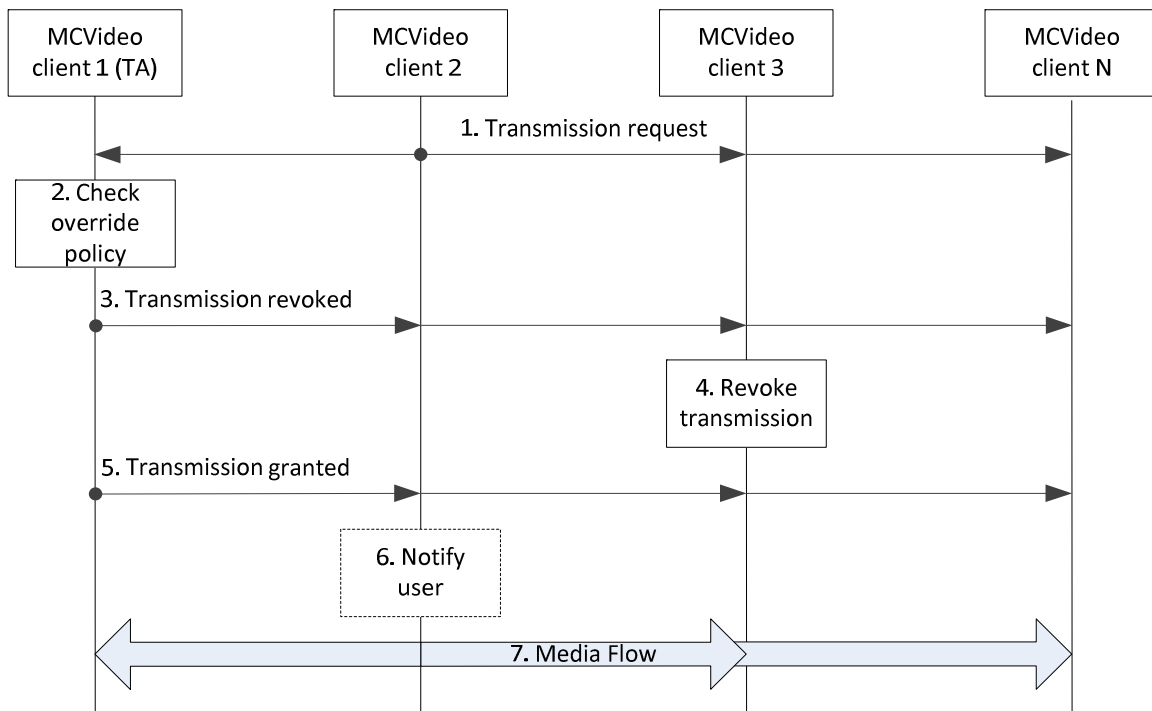 MCVideo
client 1 (TA)
MCVideo
client 2
MCVideo
client 3
MCVideo
client N
1. Transmission request
2. Check
override
policy
3. Transmission revoked
4. Revoke
transmission
5. Transmission granted
6. Notify
user
7. Media Flow